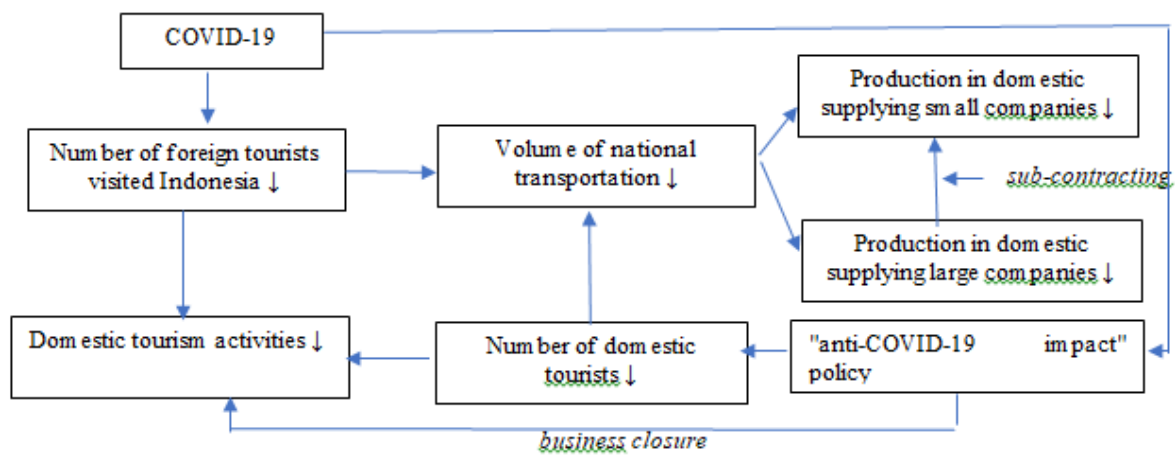 COVID-19
Production in domestic
supplying small companies ↓
Number of foreign tourists
visited Indonesia ↓
Volume of national
transportation ↓
sub-contracting
Production in domestic
supplying large companies ↓
Domestic tourism activities ↓
Number of domestic
tourists ↓
"anti-COVID-19 impact"
policy
business closure